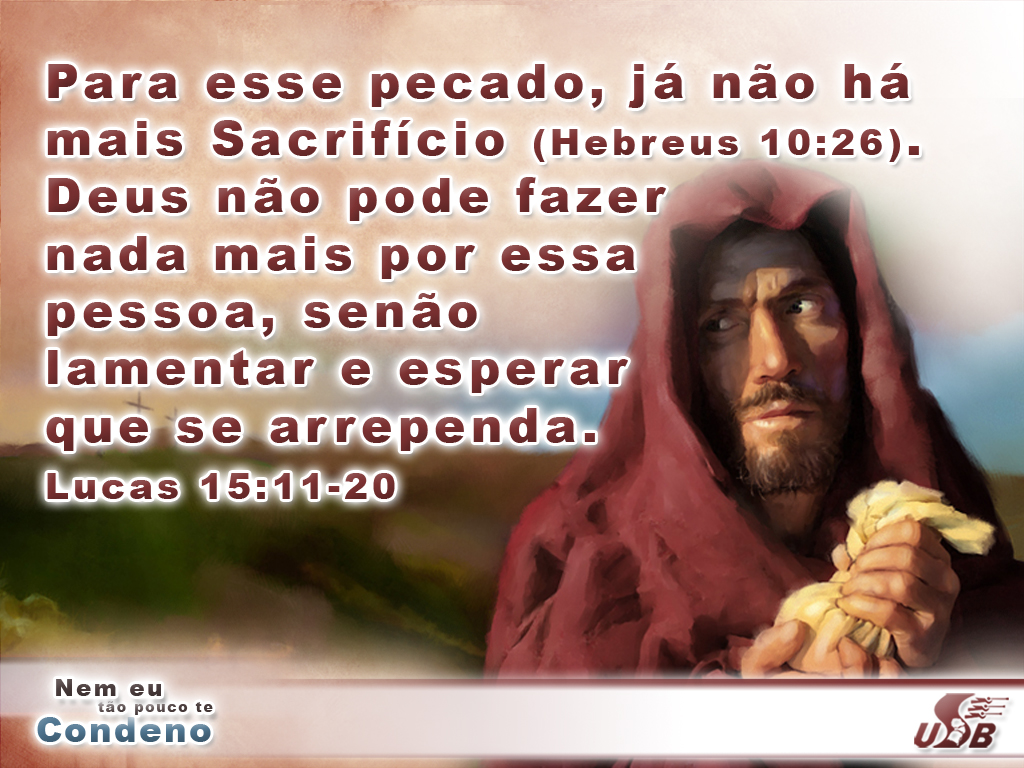 Para esse pecado, já não há
mais Sacrifício (Hebreus 10:26).
Deus não pode fazer
nada mais por essa
pessoa, senão
lamentar e esperar
que se arrependa.
Lucas 15:11-20
Nem eu
tão pouco te
Condeno
USB